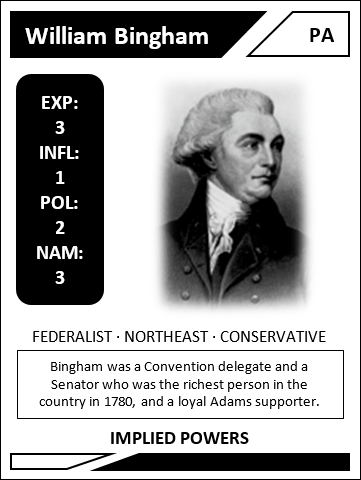 William Bingham
PA
EXP:
3
INFL:
1
POL:
2
NAM:
3
FEDERALIST · NORTHEAST · CONSERVATIVE
Bingham was a Convention delegate and a
Senator who was the richest person in the
country in 1780, and a loyal Adams supporter.
IMPLIED POWERS